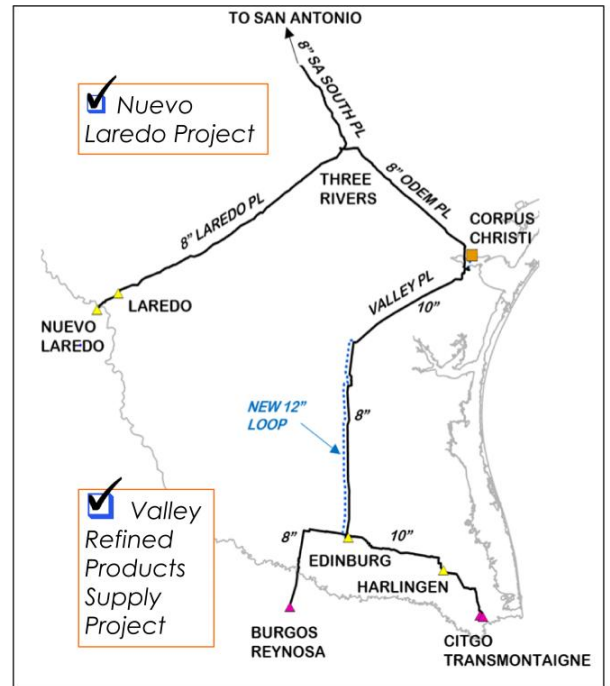 TO SAN ANTONIO
8" SA SOUTH PL
Nuevo
Laredo Project
THREE
RIVERS
8" ODEM PL
8" LAREDO PL
CORPUS
CHRISTI
VALLEY PL
10"
LAREDO
NUEVO
LAREDO
NEW 12"
LOOP
8"
Valley
Refined
Products
Supply
Project
8"
10"
EDINBURG
HARLINGEN
BURGOS
REYNOSA
CITGO
TRANSMONTAIGNE